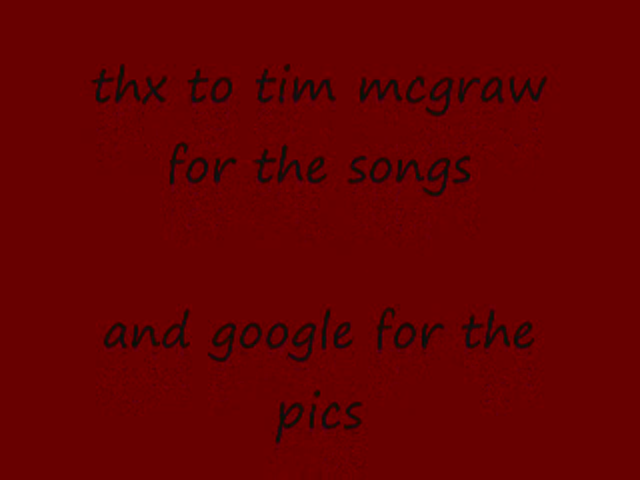 thx to tim mcgraw
for the songs
and google for the
pics